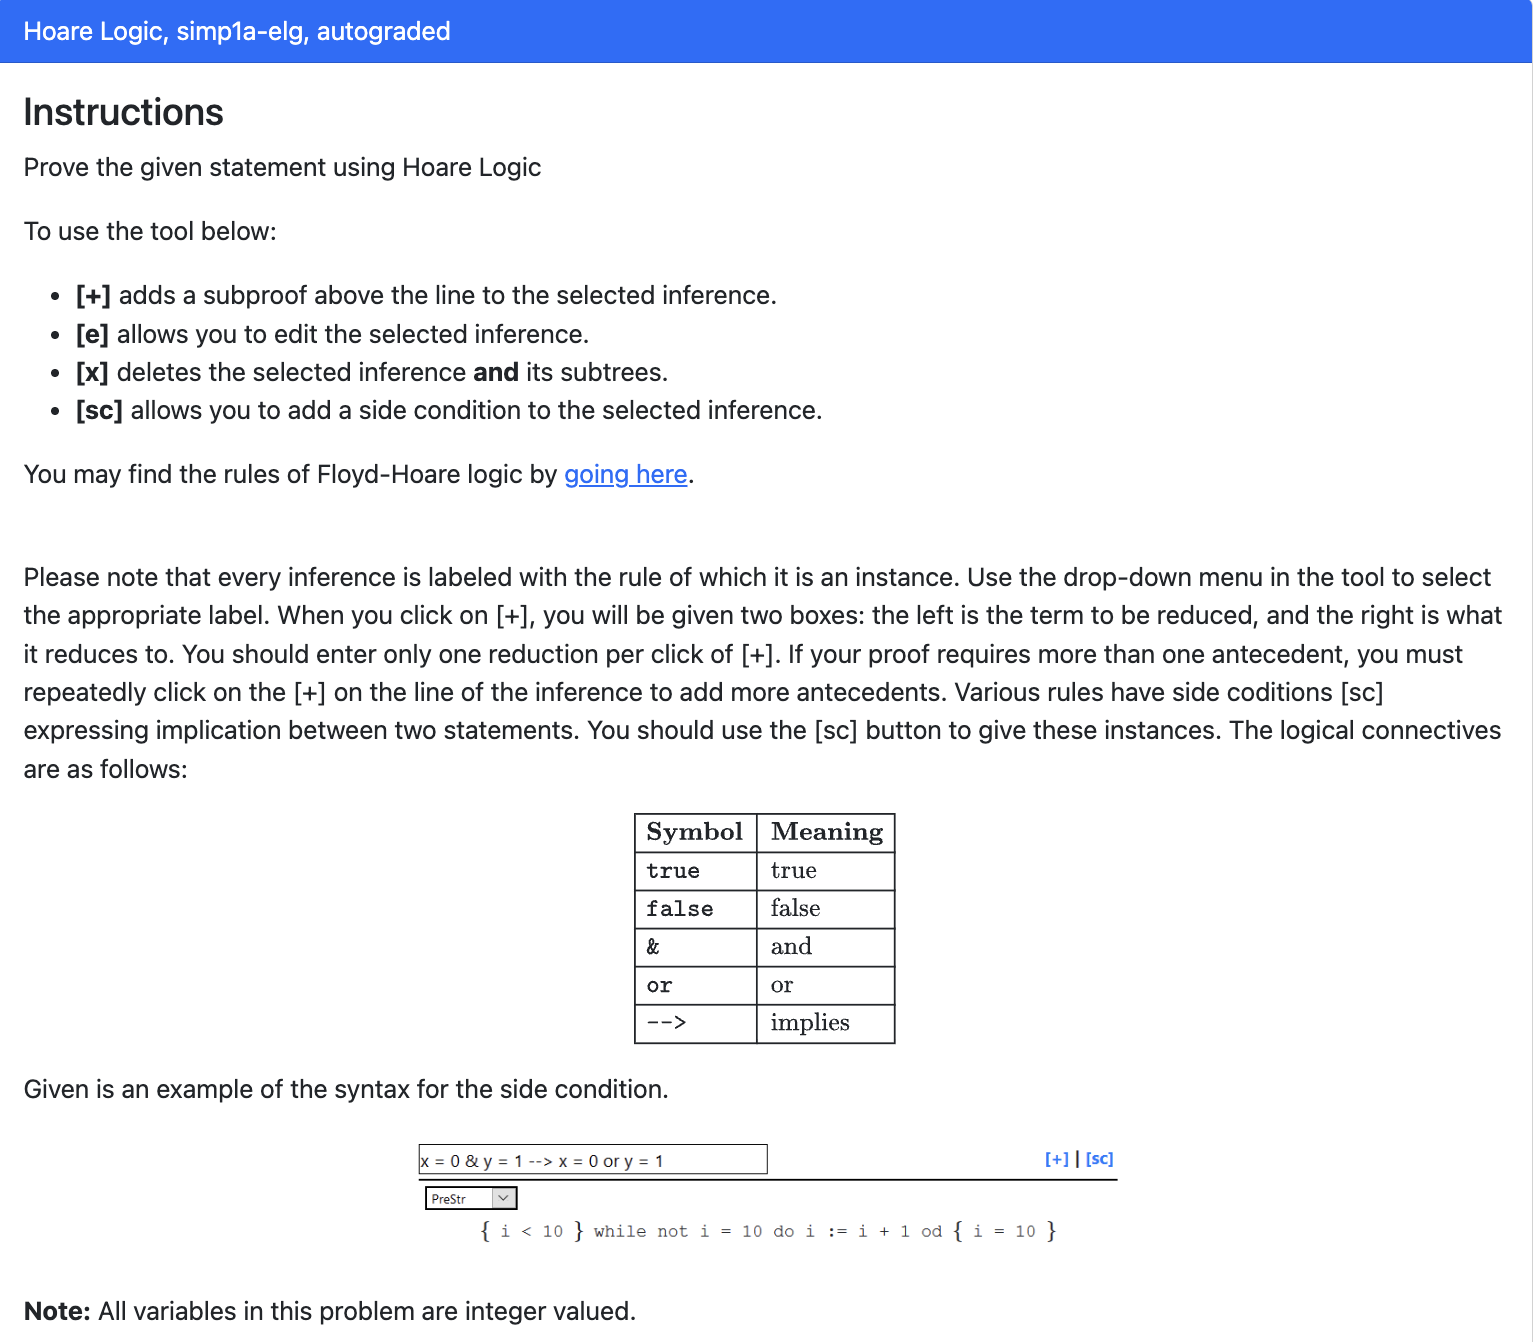 Hoare Logic, simp1a-elg, autograded
Instructions
Prove the given statement using Hoare Logic
To use the tool below:
• [+] adds a subproof above the line to the selected inference.
• [e] allows you to edit the selected inference.
• [x] deletes the selected inference and its subtrees.
• [sc] allows you to add a side condition to the selected inference.
You may find the rules of Floyd-Hoare logic by going here.
Please note that every inference is labeled with the rule of which it is an instance. Use the drop-down menu in the tool to select
the appropriate label. When you click on [+], you will be given two boxes: the left is the term to be reduced, and the right is what
it reduces to. You should enter only one reduction per click of [+]. If your proof requires more than one antecedent, you must
repeatedly click on the [+] on the line of the inference to add more antecedents. Various rules have side coditions [sc]
expressing implication between two statements. You should use the [sc] button to give these instances. The logical connectives
are as follows:
Symbol Meaning
true true
false false
& and
or or
--> implies
Given is an example of the syntax for the side condition.
x = 0 & y = 1 --> x = 0 or y = 1 [+] | [sc]
PreStr
{ i < 10 } while not i = 10 do i := i + 1 od { i = 10 }
Note: All variables in this problem are integer valued.